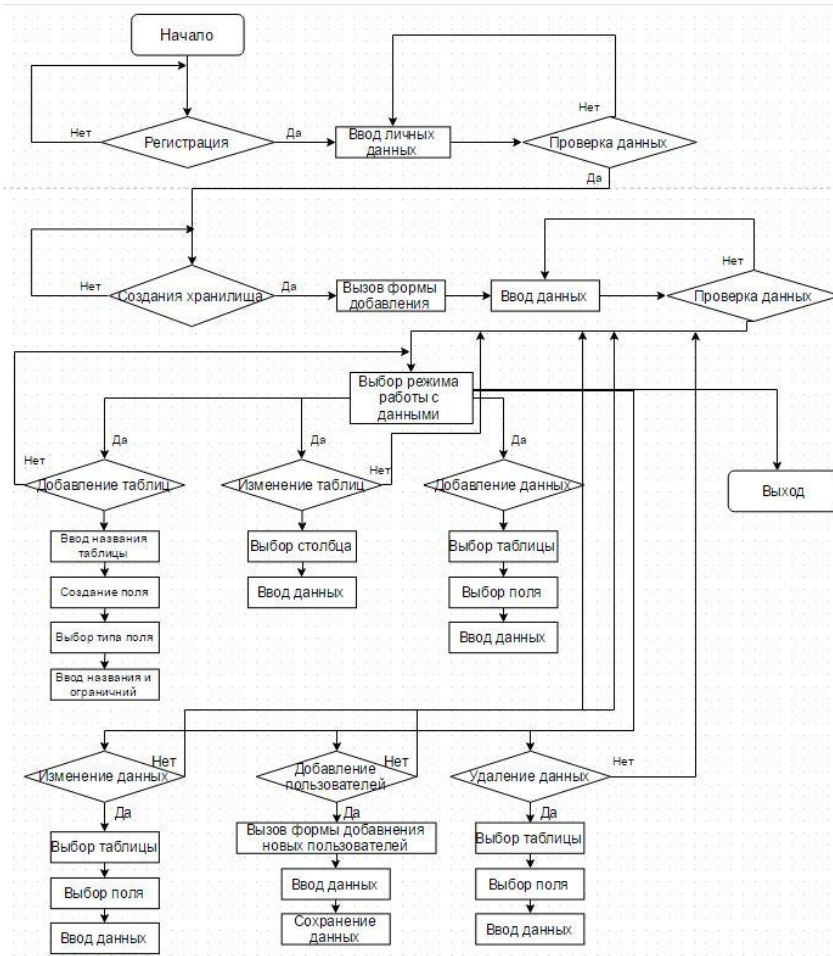 Начало
Нет
Регистрация
Да
Ввод личных
данных
Нет
Проверка данных
Да
Нет
Создания хранилища
Да
Вызов формы
добавления
Ввод данных
Нет
Проверка данных
Выбор режима
работы с
данными
Да
Да
Да
Нет
Добавление таблиц
Изменение таблиц
Нет
Добавление данных
Выход
Ввод названия
таблицы
Создание поля
Выбор типа поля
Ввод названия и
ограничний
Выбор столбца
Ввод данных
Выбор таблицы
Выбор поля
Ввод данных
Изменение данных
Нет
Добавление
пользователей
Нет
Удаление данных
Нет
Да
Выбор таблицы
Выбор поля
Ввод данных
Да
Вызов формы добавнения
новых пользователей
Ввод данных
Сохранение
данных
Да
Выбор таблицы
Выбор поля
Ввод данных